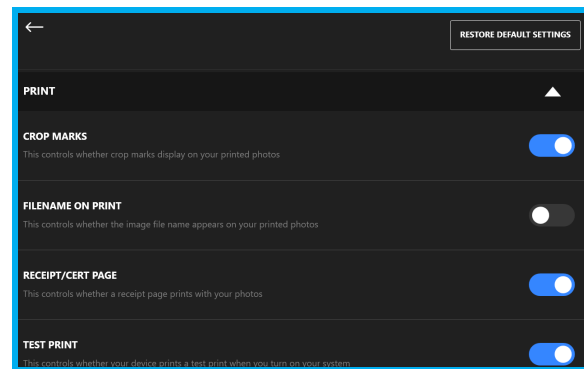 RESTORE DEFAULT SETTINGS
PRINT
CROP MARKS
This controls whether crop marks display on your printed photos
FILENAME ON PRINT
This controls whether the image file name appears on your printed photos
RECEIPT/CERT PAGE
This controls whether a receipt page prints with your photos
TEST PRINT
This controls whether your device prints a test print when you turn on your system